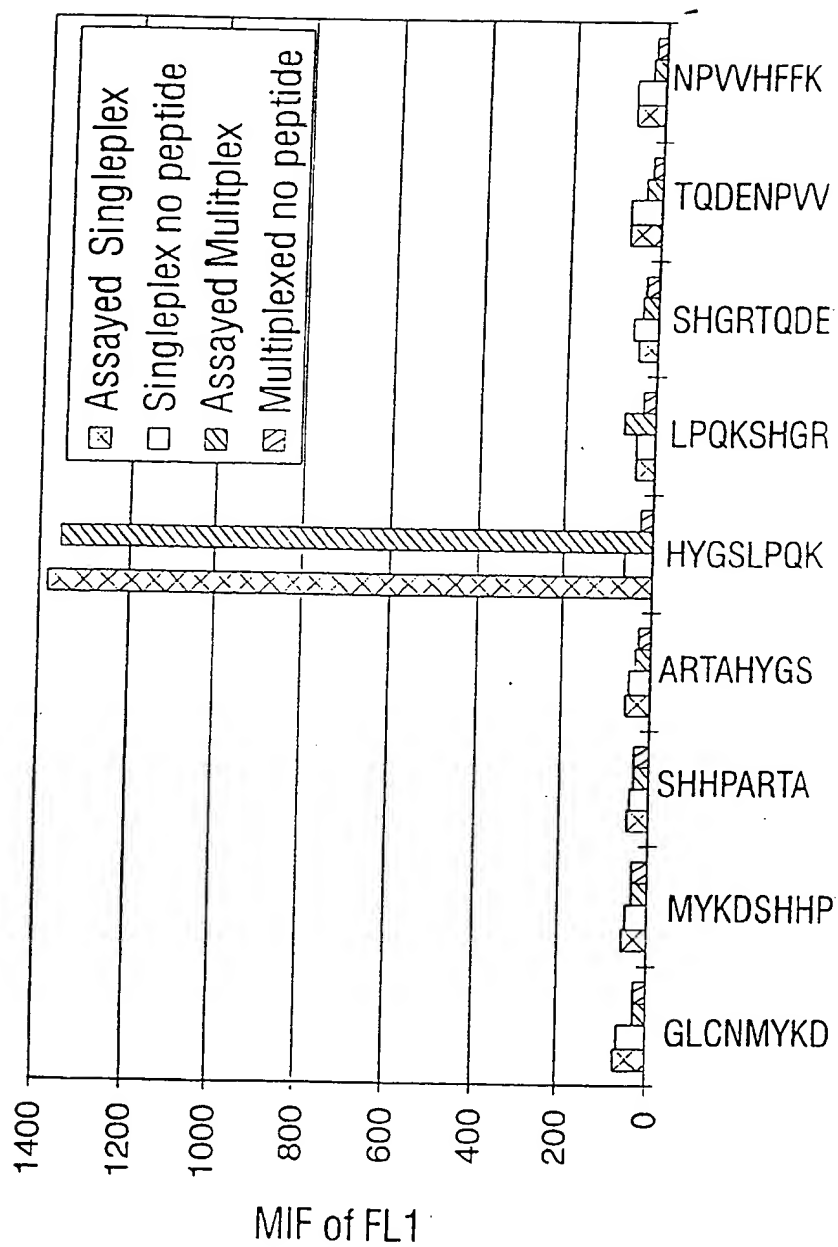 MIF of FL1
1400
1200
1000
800
600
400
200
0
Assayed Singleplex
Singleplex no peptide
Assayed Mulitplex
Multiplexed no peptide
GLCNMYKD
MYKDSHHP
SHHPARTA
ARTAHYGS
HYGSLPQK
LPQKSHGR
SHGRTQDE
TQDENPVV
NPVVHFFK